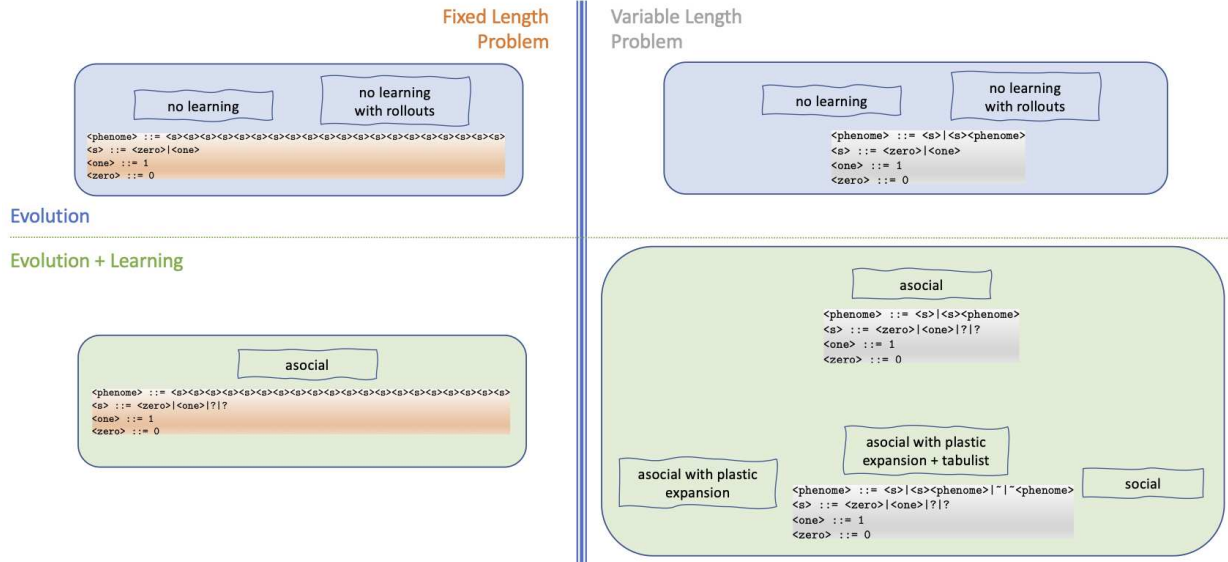 Fixed Length
Problem
Variable Length
Problem
no learning
no learning
with rollouts
<phenome> ::= <s><s><s><s><s><s><s><s><s><s><s><s><s><s><s><s><s><s><s><s>
<s> ::= <zero>|<one>
<one> ::= 1
<zero> ::= 0
no learning
no learning
with rollouts
<phenome> ::= <s>|<s><phenome>
<s> ::= <zero>|<one>
<one> ::= 1
<zero> ::= 0
Evolution
Evolution + Learning
asocial
<phenome> ::= <s><s><s><s><s><s><s><s><s><s><s><s><s><s><s><s><s><s><s><s>
<s> ::= <zero>|<one>|?|?
<one> ::= 1
<zero> ::= 0
asocial
<phenome> ::= <s>|<s><phenome>
<s> ::= <zero>|<one>|?|?
<one> ::= 1
<zero> ::= 0
asocial with plastic
expansion
asocial with plastic
expansion + tabulist
social
<phenome> ::= <s>|<s><phenome>|~|~<phenome>
<s> ::= <zero>|<one>|?|?
<one> ::= 1
<zero> ::= 0